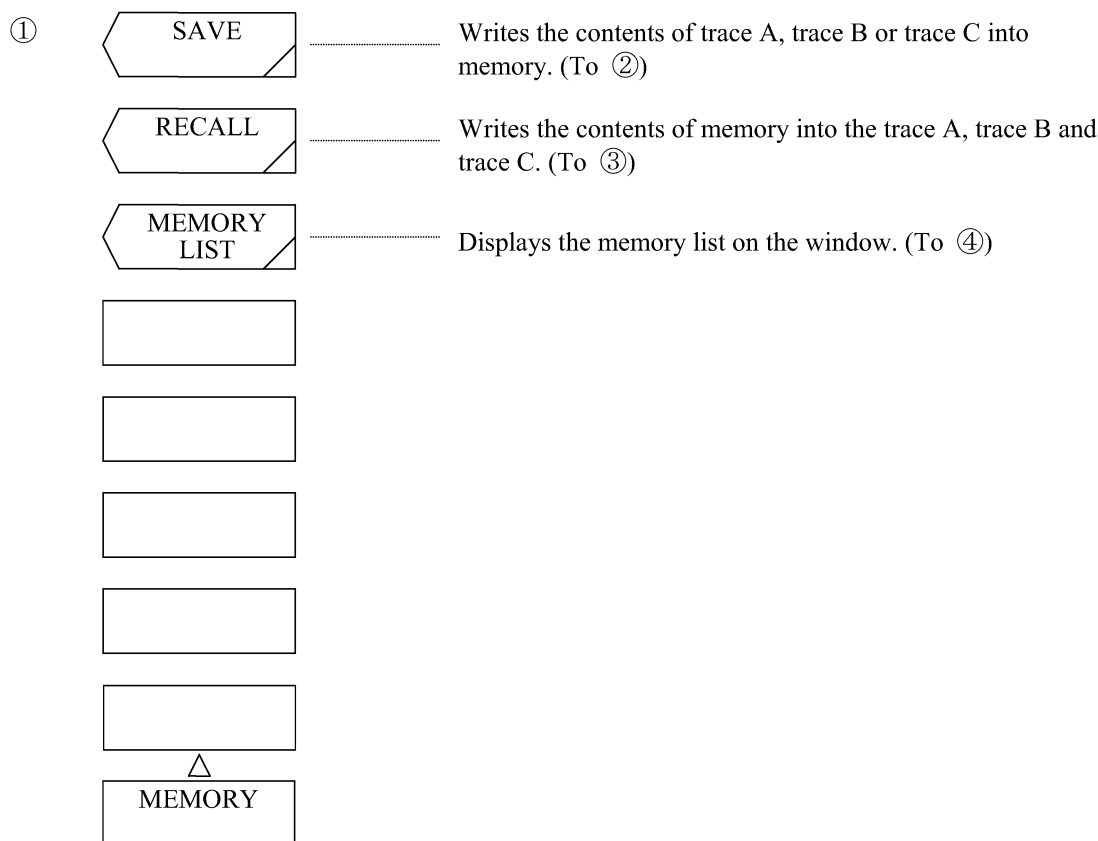 ①
SAVE
Writes the contents of trace A, trace B or trace C into
memory. (To ②)
RECALL
Writes the contents of memory into the trace A, trace B and
trace C. (To ③)
MEMORY
LIST
Displays the memory list on the window. (To ④)
MEMORY